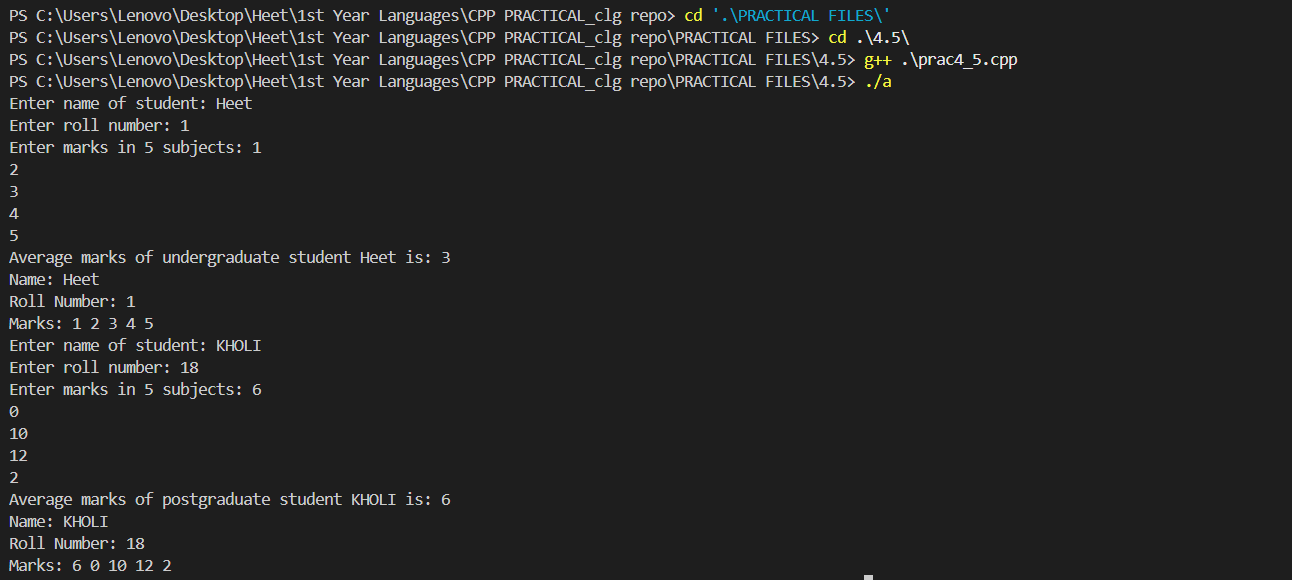 PS C:\Users\Lenovo\Desktop\Heet\1st Year Languages\CPP PRACTICAL_clg repo> cd '.\PRACTICAL FILES\'
PS C:\Users\Lenovo\Desktop\Heet\1st Year Languages\CPP PRACTICAL_clg repo\PRACTICAL FILES> cd .\4.5\
PS C:\Users\Lenovo\Desktop\Heet\1st Year Languages\CPP PRACTICAL_clg repo\PRACTICAL FILES\4.5> g++ .\prac4_5.cpp
PS C:\Users\Lenovo\Desktop\Heet\1st Year Languages\CPP PRACTICAL_clg repo\PRACTICAL FILES\4.5> ./a
Enter name of student: Heet
Enter roll number: 1
Enter marks in 5 subjects: 1
2
3
4
5
Average marks of undergraduate student Heet is: 3
Name: Heet
Roll Number: 1
Marks: 1 2 3 4 5
Enter name of student: KHOLI
Enter roll number: 18
Enter marks in 5 subjects: 6
0
10
12
2
Average marks of postgraduate student KHOLI is: 6
Name: KHOLI
Roll Number: 18
Marks: 6 0 10 12 2